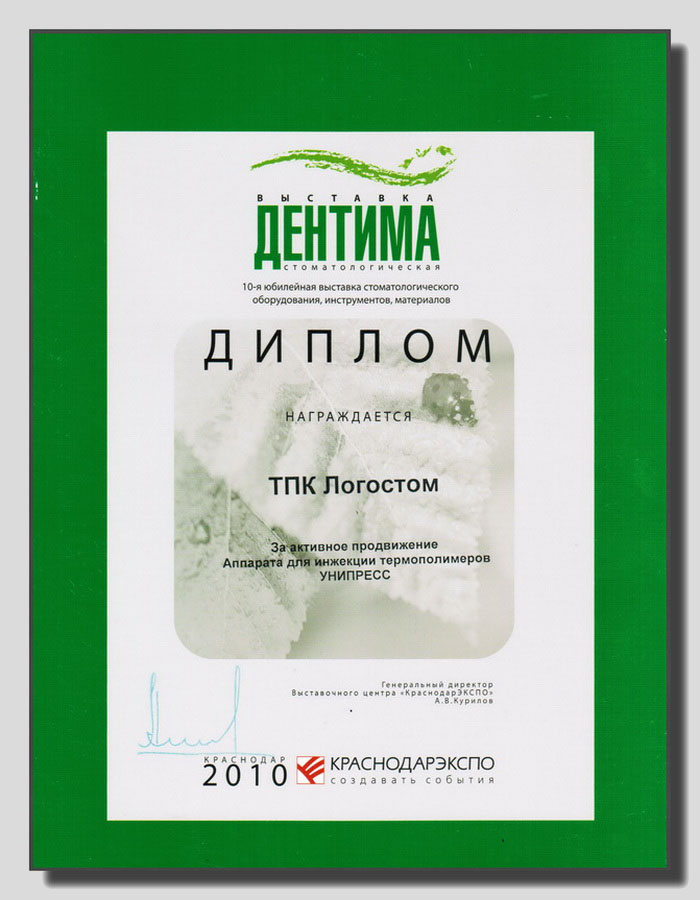 ВЫСТАВКА
ДЕНТИМА
стоматологическая
10-я юбилейная выставка стоматологического
оборудования, инструментов, материалов
ДИПЛОМ
НАГРАЖДАЕТСЯ
ТПК Логостом
За активное продвижение
Аппарата для инжекции термополимеров
УНИПРЕСС
Генеральный директор
Выставочного центра «КраснодарЭКСПО»
А.В.Курилов
КРАСНОДАР
2010
КРАСНОДАРЭКСПО
создавать события